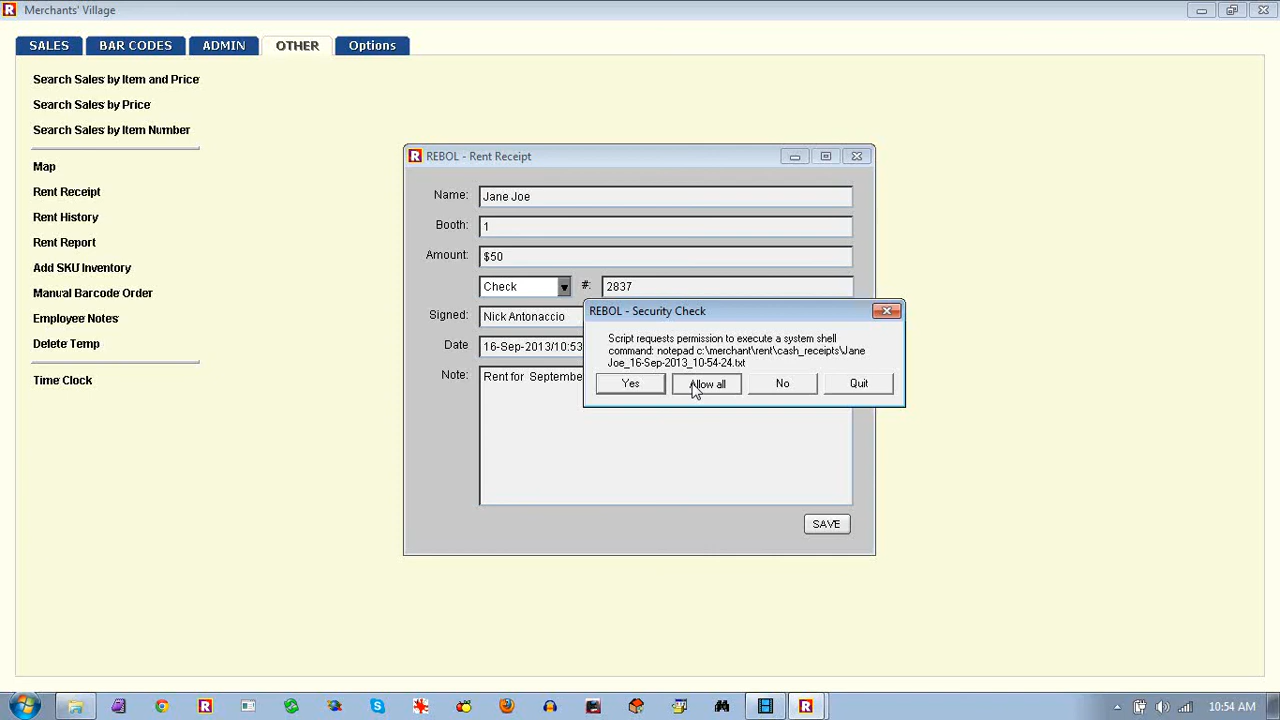 Merchants' Village
SALES BAR CODES ADMIN OTHER Options
Search Sales by Item and Price
Search Sales by Price
Search Sales by Item Number
Map
Rent Receipt
Rent History
Rent Report
Add SKU Inventory
Manual Barcode Order
Employee Notes
Delete Temp
Time Clock
REBOL - Rent Receipt
Name: Jane Joe
Booth: 1
Amount: $50
Check #: 2837
Signed: Nick Antonaccio
Date 16-Sep-2013/10:53
Note: Rent for Septembe
SAVE
REBOL - Security Check
Script requests permission to execute a system shell
command: notepad c:\merchant\rent\cash_receipts\Jane
Joe_16-Sep-2013_10-54-24.txt
Yes Allow all No Quit
10:54 AM